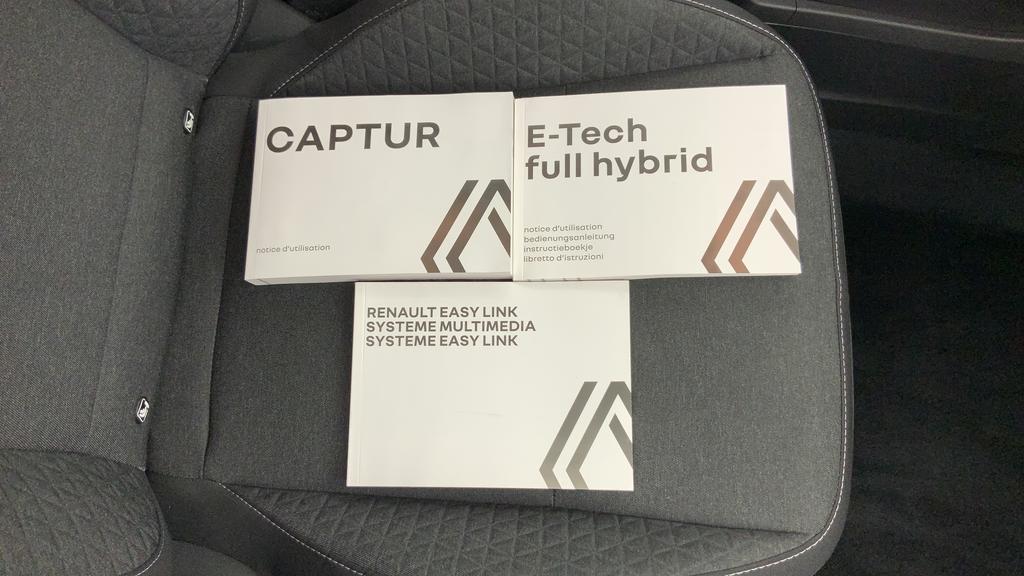 CAPTUR
notice d'utilisation
E-Tech
full hybrid
notice d'utilisation
bedienungsanleitung
instructieboekje
libretto d'istruzioni
RENAULT EASY LINK
SYSTEME MULTIMEDIA
SYSTEME EASY LINK